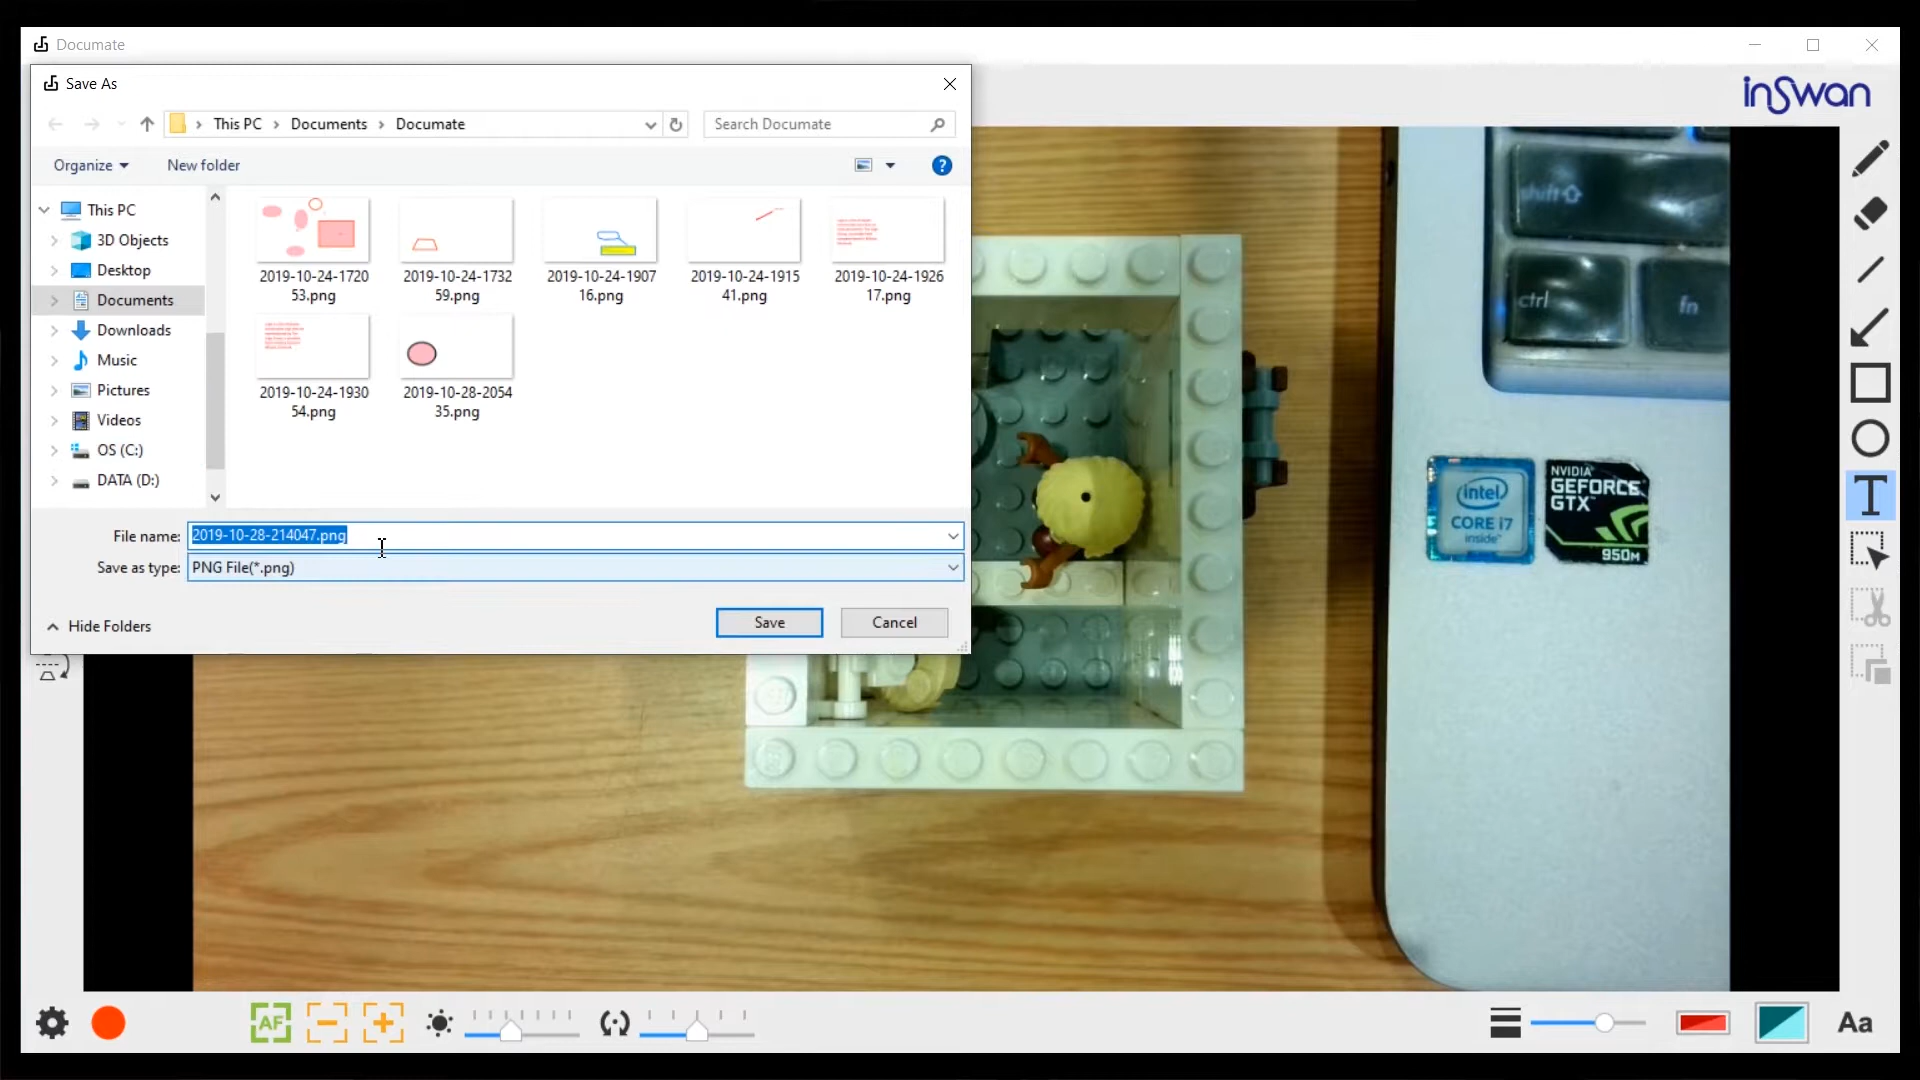 Documate
Save As
inSwan
This PC > Documents > Documate
Search Documate
Organize
New folder
?
This PC
3D Objects
Desktop
Documents
Downloads
Music
Pictures
Videos
OS (C:)
DATA (D:)
2019-10-24-1720
53.png
2019-10-24-1732
59.png
2019-10-24-1907
16.png
2019-10-24-1915
41.png
2019-10-24-1926
17.png
2019-10-24-1930
54.png
2019-10-28-2054
35.png
File name: 2019-10-28-214047.png
Save as type: PNG File(*.png)
Hide Folders
Save
Cancel
shift
ctrl
fn
intel
CORE i7
inside
NVIDIA
GEFORCE
GTX
950M
T
AF
Aa